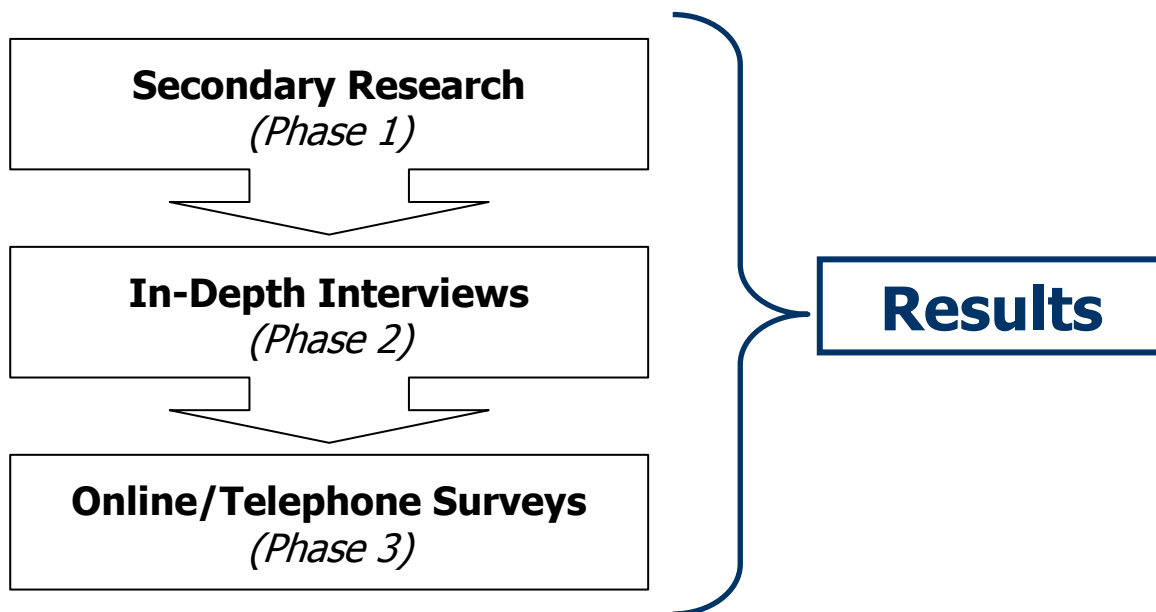 Secondary Research
(Phase 1)
In-Depth Interviews
(Phase 2)
Online/Telephone Surveys
(Phase 3)
Results